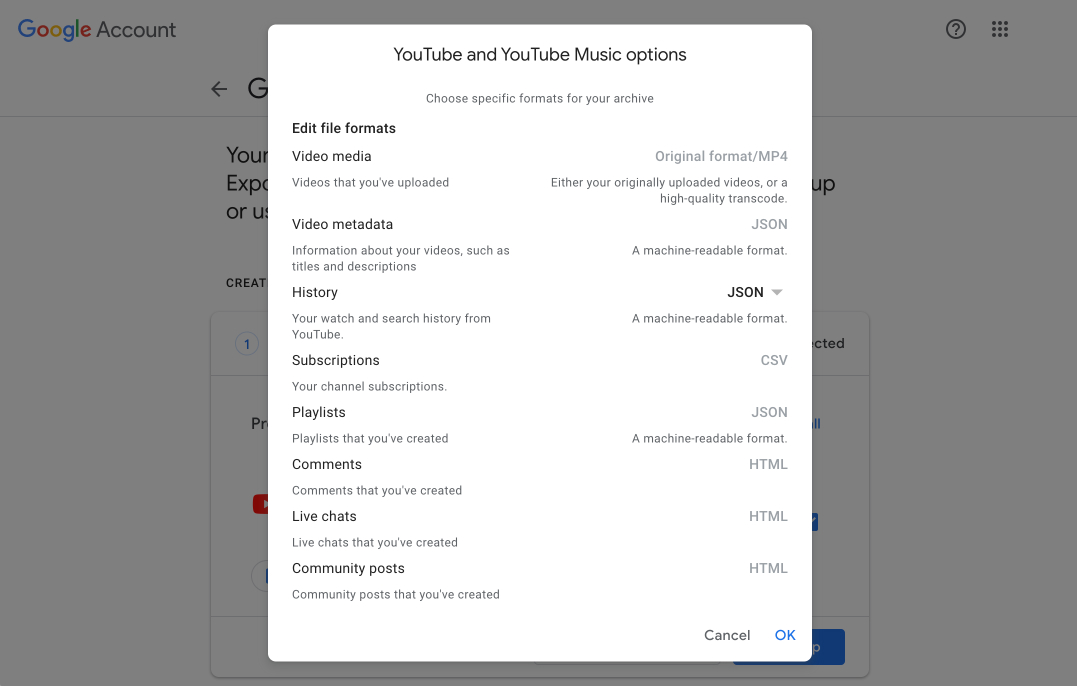 Google Account
YouTube and YouTube Music options
Choose specific formats for your archive
Edit file formats
Video media
Original format/MP4
Videos that you've uploaded
Either your originally uploaded videos, or a
high-quality transcode.
Video metadata
JSON
Information about your videos, such as
titles and descriptions
A machine-readable format.
History
JSON
Your watch and search history from
YouTube.
A machine-readable format.
Subscriptions
CSV
Your channel subscriptions.
Playlists
JSON
Playlists that you've created
A machine-readable format.
Comments
HTML
Comments that you've created
Live chats
HTML
Live chats that you've created
Community posts
HTML
Community posts that you've created
Cancel
OK
Your
or
1